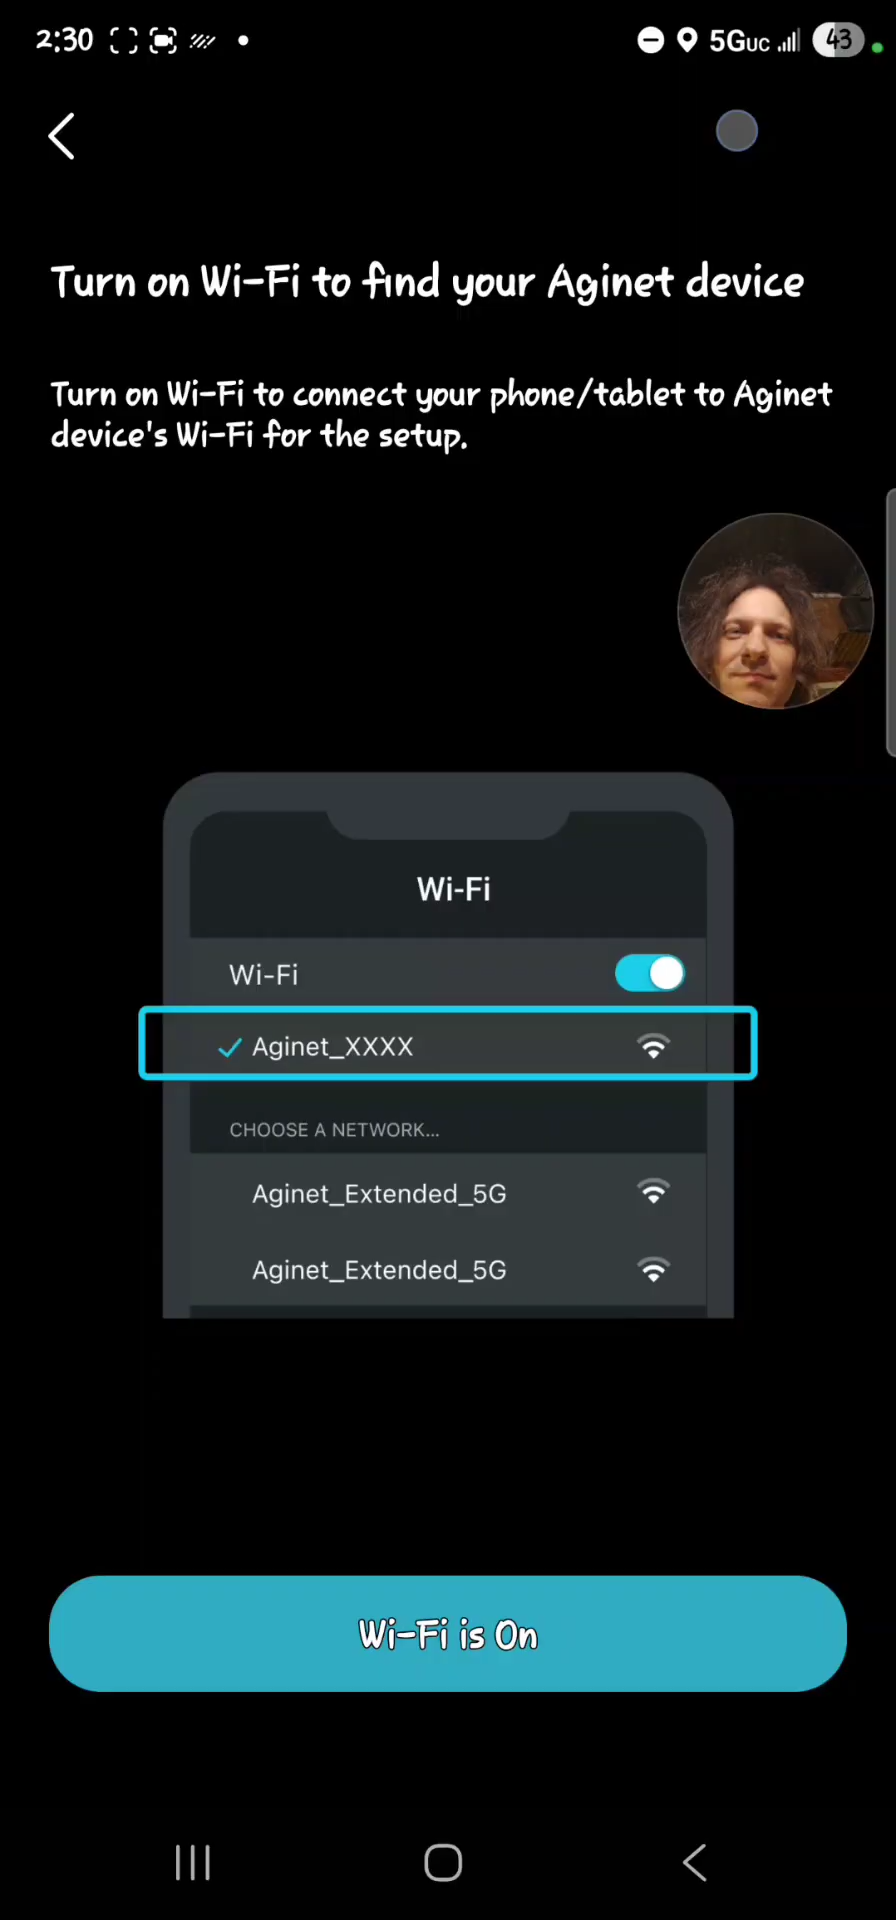 2:30 5GUC 43
Turn on Wi-Fi to find your Aginet device
Turn on Wi-Fi to connect your phone/tablet to Aginet
device's Wi-Fi for the setup.
Wi-Fi
Wi-Fi
Aginet_XXXX
CHOOSE A NETWORK...
Aginet_Extended_5G
Aginet_Extended_5G
Wi-Fi is On